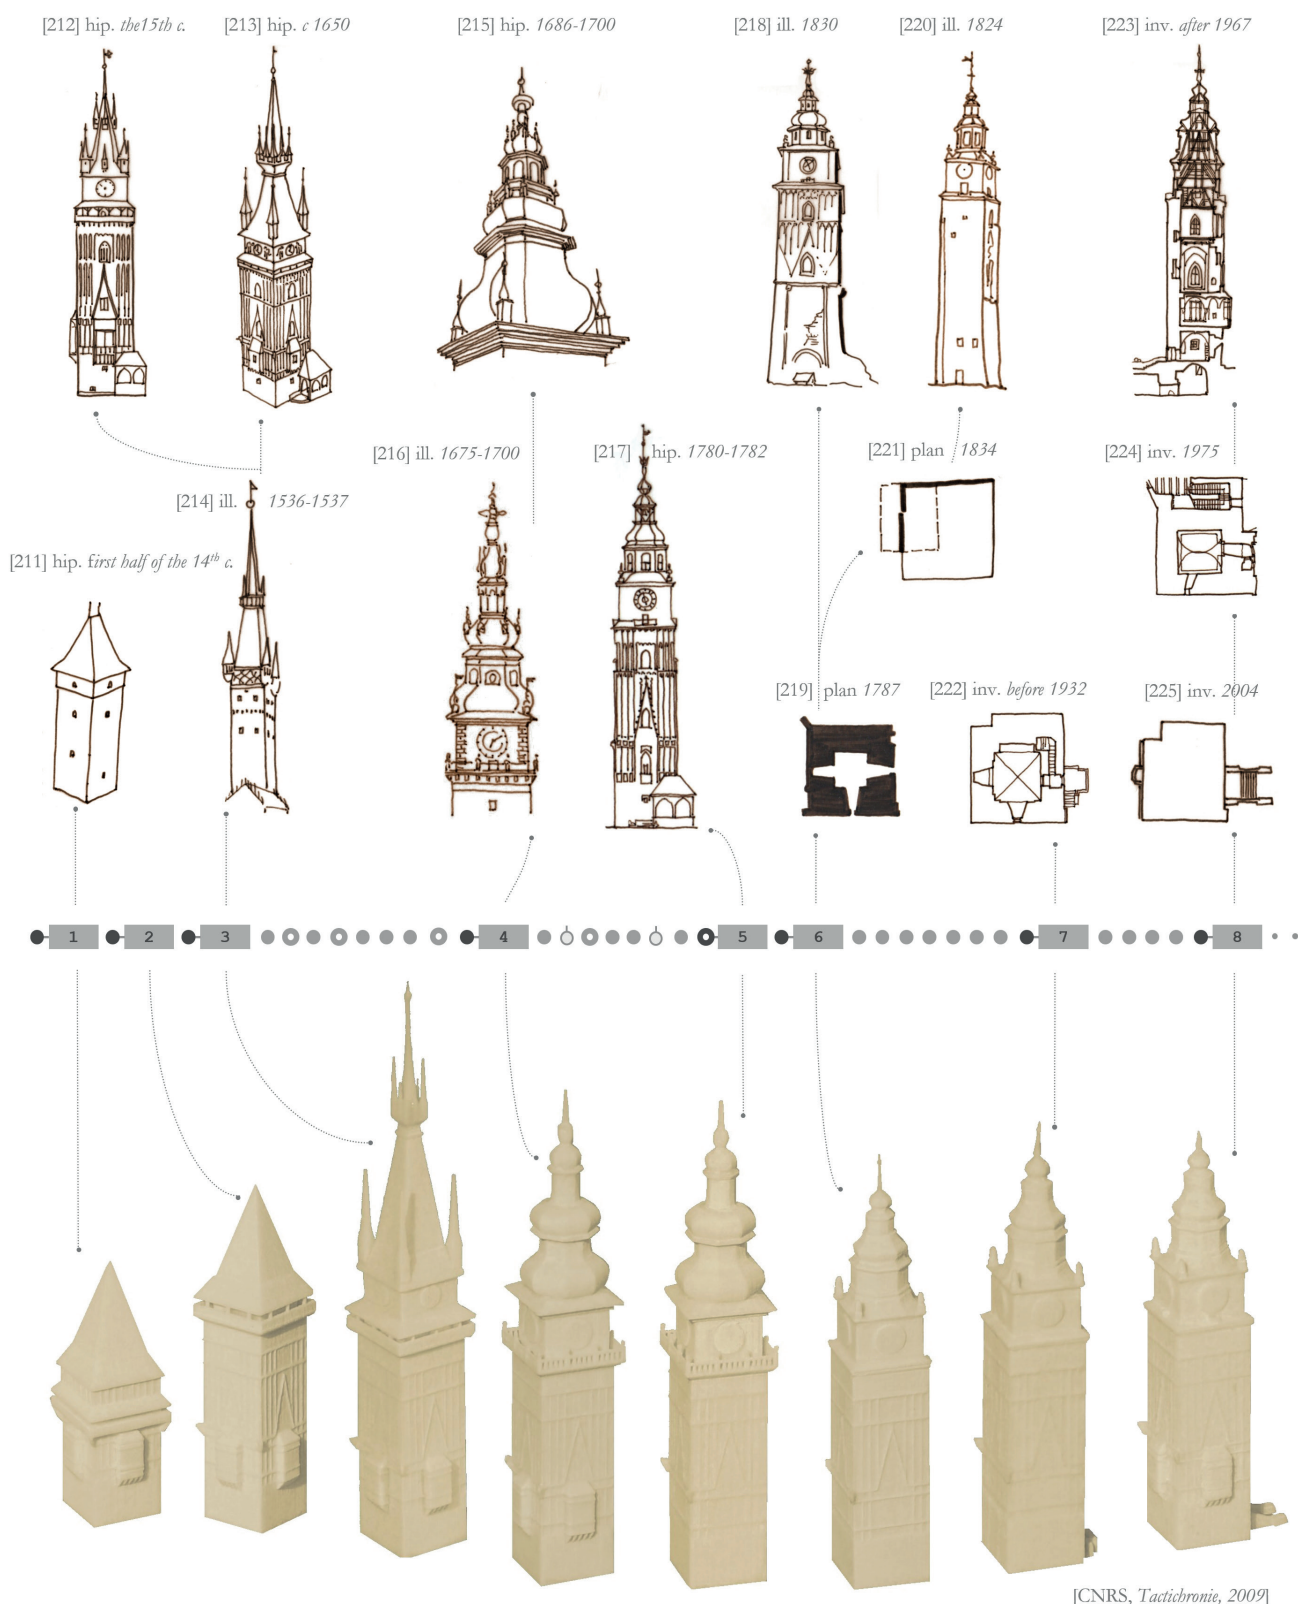 [212] hip. the15th c.
[213] hip. c 1650
[215] hip. 1686-1700
[218] ill. 1830
[220] ill. 1824
[223] inv. after 1967
[216] ill. 1675-1700
[217] hip. 1780-1782
[221] plan 1834
[224] inv. 1975
[214] ill. 1536-1537
[211] hip. first half of the 14th c.
[219] plan 1787
[222] inv. before 1932
[225] inv. 2004
1 2 3 4 5 6 7 8
[CNRS, Tactichronie, 2009]